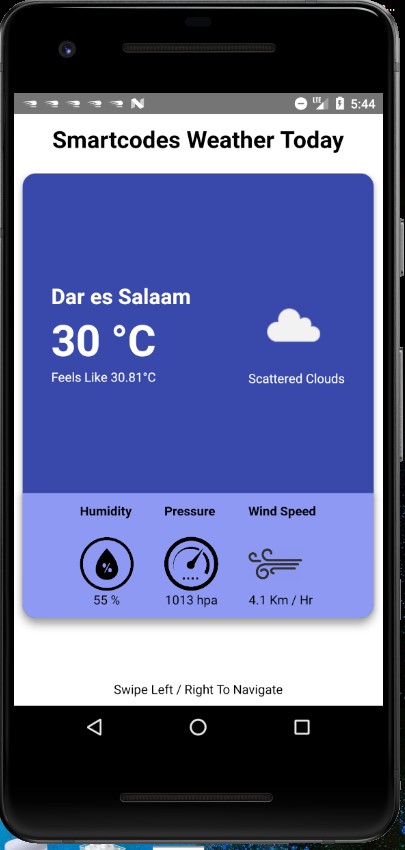 LTE 5:44
Smartcodes Weather Today
Dar es Salaam
30 °C
Feels Like 30.81°C
Scattered Clouds
Humidity Pressure Wind Speed
%
55 % 1013 hpa 4.1 Km / Hr
Swipe Left / Right To Navigate